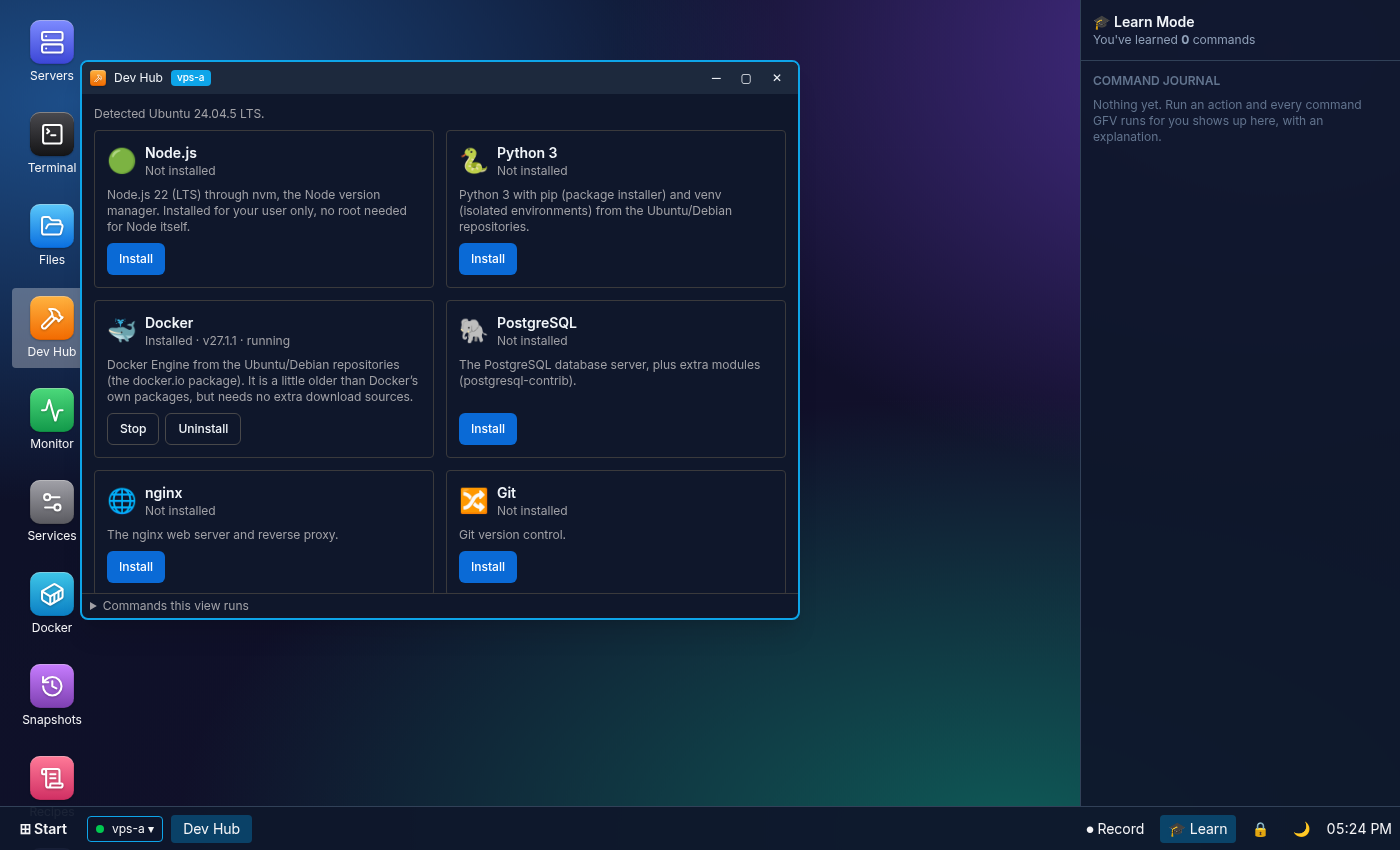 Servers
Terminal
Files
Dev Hub
Monitor
Services
Docker
Snapshots
Recipes
Dev Hub vps-a
Detected Ubuntu 24.04.5 LTS.
Node.js
Not installed
Node.js 22 (LTS) through nvm, the Node version
manager. Installed for your user only, no root needed
for Node itself.
Install
Python 3
Not installed
Python 3 with pip (package installer) and venv
(isolated environments) from the Ubuntu/Debian
repositories.
Install
Docker
Installed · v27.1.1 · running
Docker Engine from the Ubuntu/Debian repositories
(the docker.io package). It is a little older than Docker’s
own packages, but needs no extra download sources.
Stop Uninstall
PostgreSQL
Not installed
The PostgreSQL database server, plus extra modules
(postgresql-contrib).
Install
nginx
Not installed
The nginx web server and reverse proxy.
Install
Git
Not installed
Git version control.
Install
Commands this view runs
Learn Mode
You've learned 0 commands
COMMAND JOURNAL
Nothing yet. Run an action and every command
GFV runs for you shows up here, with an
explanation.
Start vps-a Dev Hub Record Learn 05:24 PM